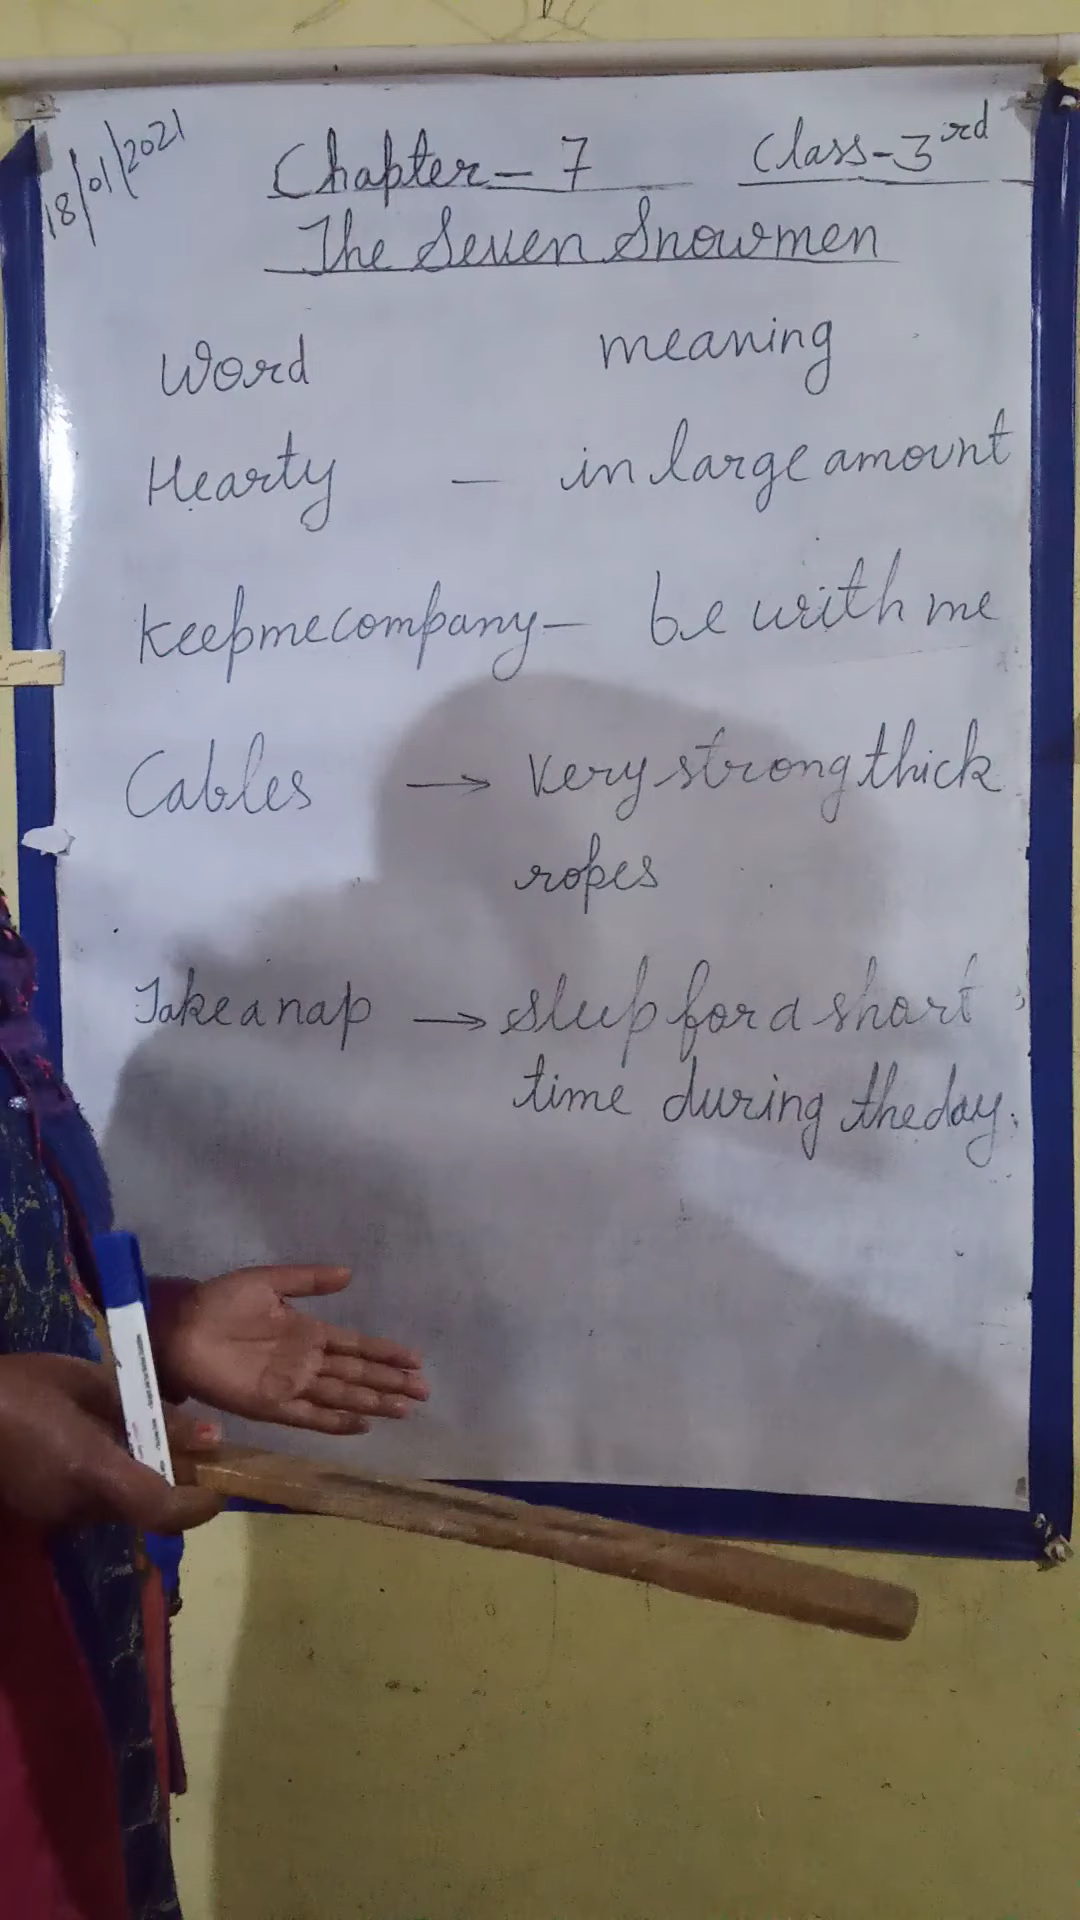 18/01/2021
Chapter - 7 Class - 3rd
The Seven Snowmen
Word meaning
Hearty - in large amount
Keep me company - be with me
Cables → very strong thick
ropes
Take a nap → sleep for a short
time during the day.